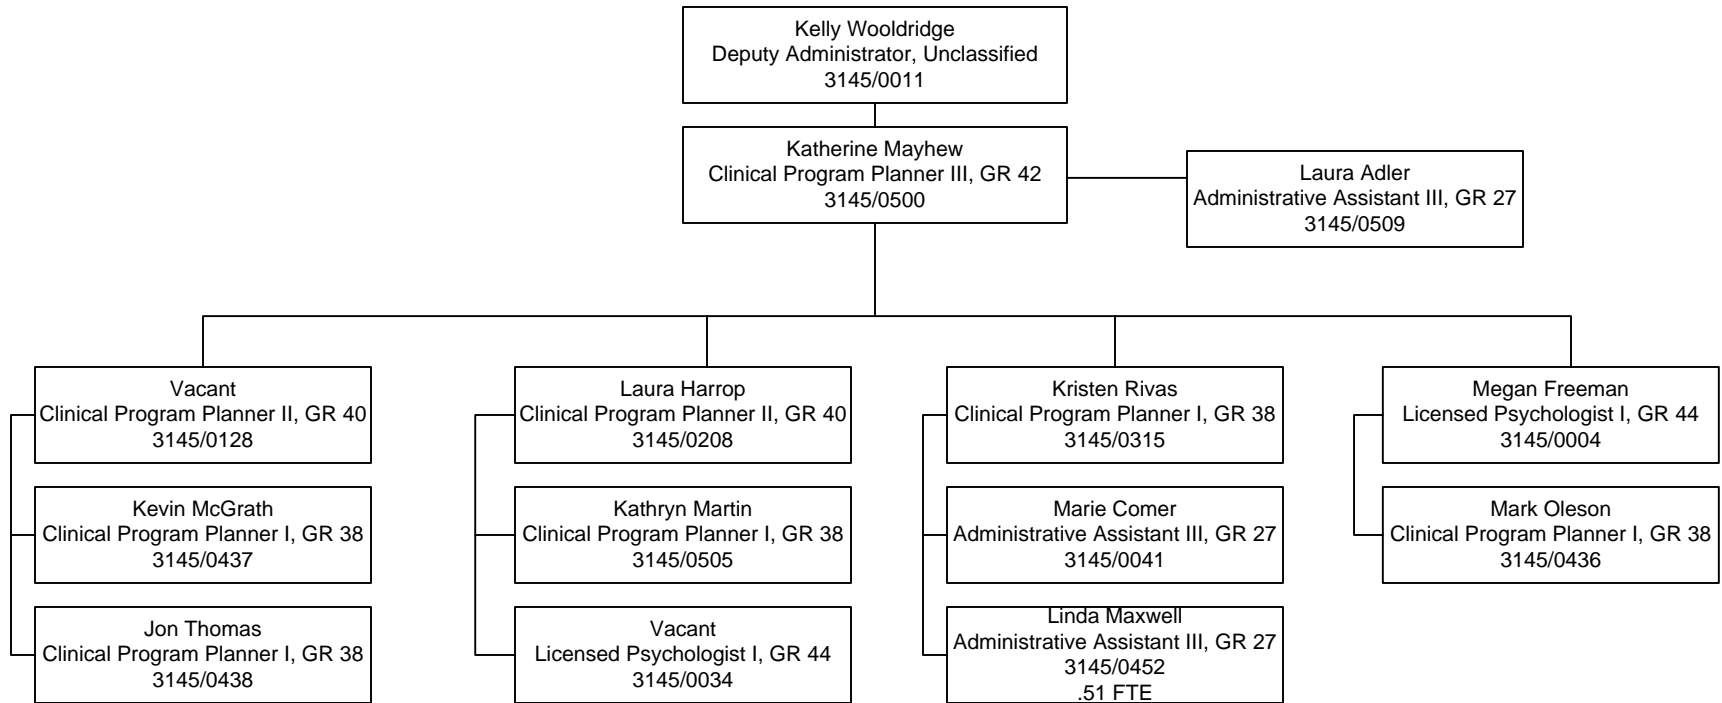 Kelly Wooldridge
Deputy Administrator, Unclassified
3145/0011
Katherine Mayhew
Clinical Program Planner III, GR 42
3145/0500
Laura Adler
Administrative Assistant III, GR 27
3145/0509
Vacant
Clinical Program Planner II, GR 40
3145/0128
Kevin McGrath
Clinical Program Planner I, GR 38
3145/0437
Jon Thomas
Clinical Program Planner I, GR 38
3145/0438
Laura Harrop
Clinical Program Planner II, GR 40
3145/0208
Kathryn Martin
Clinical Program Planner I, GR 38
3145/0505
Vacant
Licensed Psychologist I, GR 44
3145/0034
Kristen Rivas
Clinical Program Planner I, GR 38
3145/0315
Marie Comer
Administrative Assistant III, GR 27
3145/0041
Linda Maxwell
Administrative Assistant III, GR 27
3145/0452
.51 FTE
Megan Freeman
Licensed Psychologist I, GR 44
3145/0004
Mark Oleson
Clinical Program Planner I, GR 38
3145/0436